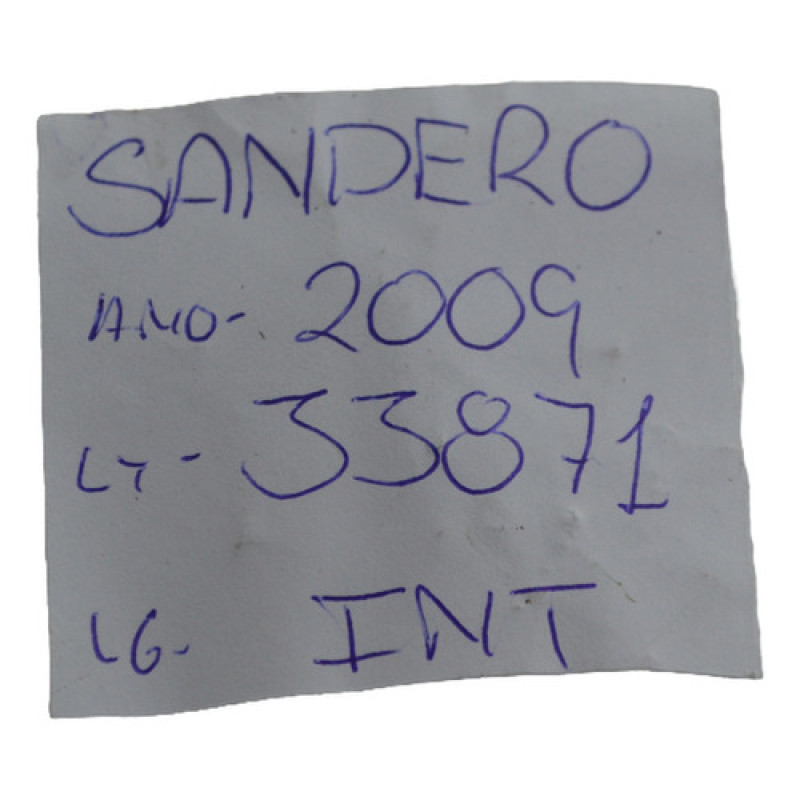 SANDERO
ANO- 2009
LT- 33871
LG- INT